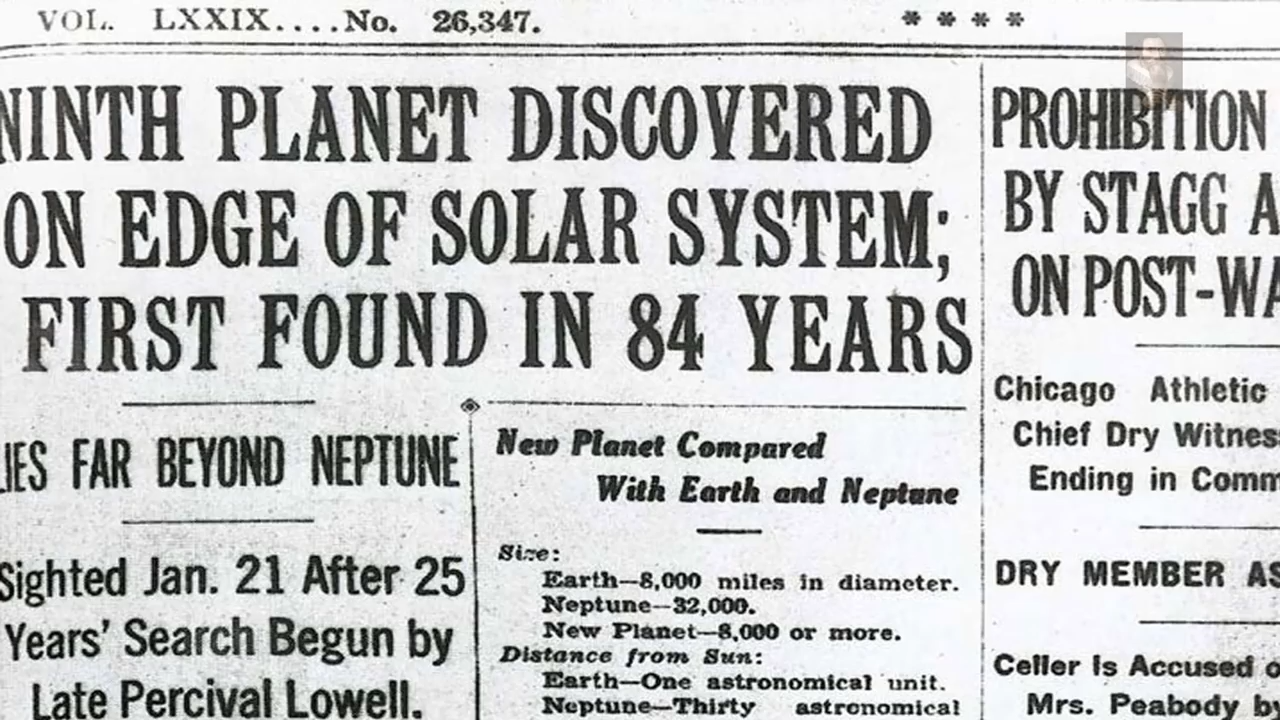 VOL. LXXIX....No. 26,347.
* * * *
NINTH PLANET DISCOVERED
ON EDGE OF SOLAR SYSTEM;
FIRST FOUND IN 84 YEARS
LIES FAR BEYOND NEPTUNE
Sighted Jan. 21 After 25
Years' Search Begun by
Late Percival Lowell.
New Planet Compared
With Earth and Neptune
Size:
Earth—8,000 miles in diameter.
Neptune—32,000.
New Planet—8,000 or more.
Distance from Sun:
Earth—One astronomical unit.
Neptune—Thirty astronomical
PROHIBITION
BY STAGG A
ON POST-WA
Chicago Athletic
Chief Dry Witnes
Ending in Comm
DRY MEMBER AS
Celler Is Accused o
Mrs. Peabody by